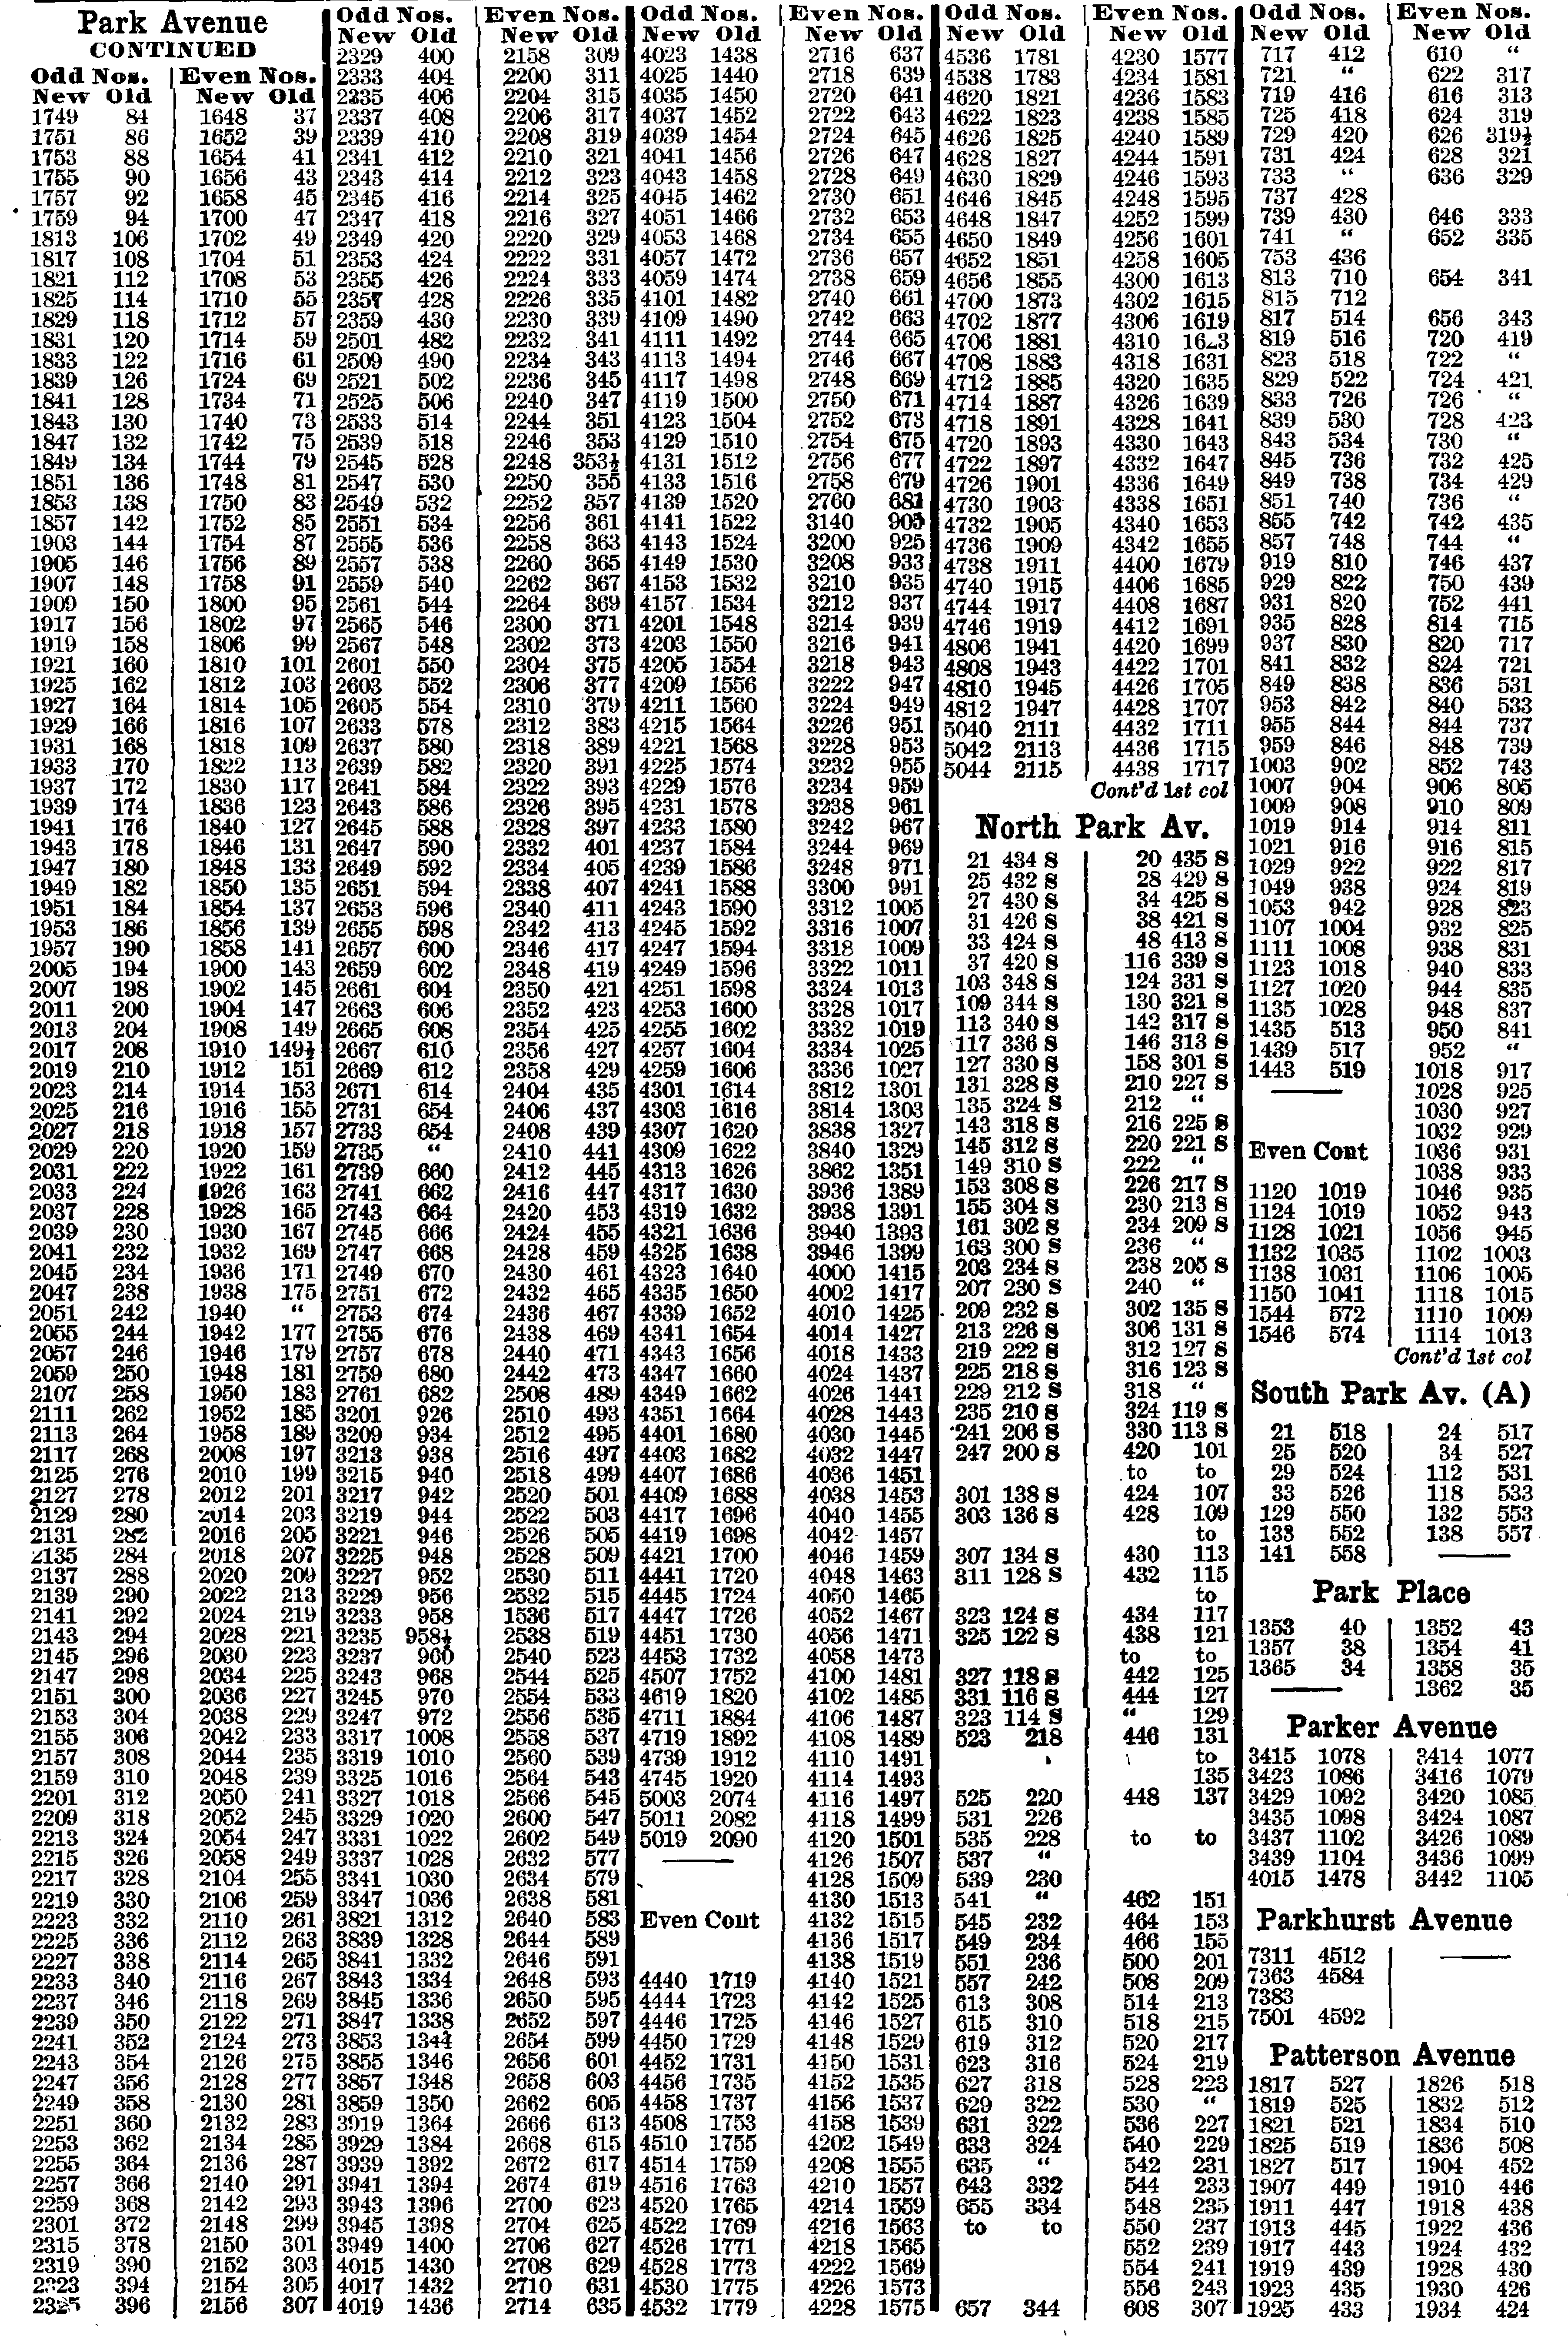 Park Avenue
CONTINUED
Odd Nos. Even Nos.
New Old New Old
1749 84 1648 37
1751 86 1652 39
1753 88 1654 41
1755 90 1656 43
1757 92 1658 45
1759 94 1700 47
1813 106 1702 49
1817 108 1704 51
1821 112 1708 53
1825 114 1710 55
1829 118 1712 57
1831 120 1714 59
1833 122 1716 61
1839 126 1724 69
1841 128 1734 71
1843 130 1740 73
1847 132 1742 75
1849 134 1744 79
1851 136 1748 81
1853 138 1750 83
1857 142 1752 85
1903 144 1754 87
1905 146 1756 89
1907 148 1758 91
1909 150 1800 95
1917 156 1802 97
1919 158 1806 99
1921 160 1810 101
1925 162 1812 103
1927 164 1814 105
1929 166 1816 107
1931 168 1818 109
1933 170 1822 113
1937 172 1830 117
1939 174 1836 123
1941 176 1840 127
1943 178 1846 131
1947 180 1848 133
1949 182 1850 135
1951 184 1854 137
1953 186 1856 139
1957 190 1858 141
2005 194 1900 143
2007 198 1902 145
2011 200 1904 147
2013 204 1908 149
2017 208 1910 149½
2019 210 1912 151
2023 214 1914 153
2025 216 1916 155
2027 218 1918 157
2029 220 1920 159
2031 222 1922 161
2033 224 1926 163
2037 228 1928 165
2039 230 1930 167
2041 232 1932 169
2045 234 1936 171
2047 238 1938 175
2051 242 1940 “
2055 244 1942 177
2057 246 1946 179
2059 250 1948 181
2107 258 1950 183
2111 262 1952 185
2113 264 1958 189
2117 268 2008 197
2125 276 2010 199
2127 278 2012 201
2129 280 2014 203
2131 282 2016 205
2135 284 2018 207
2137 288 2020 209
2139 290 2022 213
2141 292 2024 219
2143 294 2028 221
2145 296 2030 223
2147 298 2034 225
2151 300 2036 227
2153 304 2038 229
2155 306 2042 233
2157 308 2044 235
2159 310 2048 239
2201 312 2050 241
2209 318 2052 245
2213 324 2054 247
2215 326 2058 249
2217 328 2104 255
2219 330 2106 259
2223 332 2110 261
2225 336 2112 263
2227 338 2114 265
2233 340 2116 267
2237 346 2118 269
2239 350 2122 271
2241 352 2124 273
2243 354 2126 275
2247 356 2128 277
2249 358 2130 281
2251 360 2132 283
2253 362 2134 285
2255 364 2136 287
2257 366 2140 291
2259 368 2142 293
2301 372 2148 299
2315 378 2150 301
2319 390 2152 303
2323 394 2154 305
2325 396 2156 307
Odd Nos. Even Nos.
New Old New Old
2329 400 2158 309
2333 404 2200 311
2335 406 2204 315
2337 408 2206 317
2339 410 2208 319
2341 412 2210 321
2343 414 2212 323
2345 416 2214 325
2347 418 2216 327
2349 420 2220 329
2353 424 2222 331
2355 426 2224 333
2357 428 2226 335
2359 430 2230 339
2501 482 2232 341
2509 490 2234 343
2521 502 2236 345
2525 506 2240 347
2533 514 2244 351
2539 518 2246 353
2545 528 2248 353½
2547 530 2250 355
2549 532 2252 357
2551 534 2256 361
2555 536 2258 363
2557 538 2260 365
2559 540 2262 367
2561 544 2264 369
2565 546 2300 371
2567 548 2302 373
2601 550 2304 375
2603 552 2306 377
2605 554 2310 379
2633 578 2312 383
2637 580 2318 389
2639 582 2320 391
2641 584 2322 393
2643 586 2326 395
2645 588 2328 397
2647 590 2332 401
2649 592 2334 405
2651 594 2338 407
2653 596 2340 411
2655 598 2342 413
2657 600 2346 417
2659 602 2348 419
2661 604 2350 421
2663 606 2352 423
2665 608 2354 425
2667 610 2356 427
2669 612 2358 429
2671 614 2404 435
2731 654 2406 437
2733 654 2408 439
2735 “ 2410 441
2739 660 2412 445
2741 662 2416 447
2743 664 2420 453
2745 666 2424 455
2747 668 2428 459
2749 670 2430 461
2751 672 2432 465
2753 674 2436 467
2755 676 2438 469
2757 678 2440 471
2759 680 2442 473
2761 682 2508 489
3201 926 2510 493
3209 934 2512 495
3213 938 2516 497
3215 940 2518 499
3217 942 2520 501
3219 944 2522 503
3221 946 2526 505
3225 948 2528 509
3227 952 2530 511
3229 956 2532 515
3233 958 1536 517
3235 958½ 2538 519
3237 960 2540 523
3243 968 2544 525
3245 970 2554 533
3247 972 2556 535
3317 1008 2558 537
3319 1010 2560 539
3325 1016 2564 543
3327 1018 2566 545
3329 1020 2600 547
3331 1022 2602 549
3337 1028 2632 577
3341 1030 2634 579
3347 1036 2638 581
3821 1312 2640 583
3839 1328 2644 589
3841 1332 2646 591
3843 1334 2648 593
3845 1336 2650 595
3847 1338 2652 597
3853 1344 2654 599
3855 1346 2656 601
3857 1348 2658 603
3859 1350 2662 605
3919 1364 2666 613
3929 1384 2668 615
3939 1392 2672 617
3941 1394 2674 619
3943 1396 2700 623
3945 1398 2704 625
3949 1400 2706 627
4015 1430 2708 629
4017 1432 2710 631
4019 1436 2714 635
Odd Nos. Even Nos.
New Old New Old
4023 1438 2716 637
4025 1440 2718 639
4035 1450 2720 641
4037 1452 2722 643
4039 1454 2724 645
4041 1456 2726 647
4043 1458 2728 649
4045 1462 2730 651
4051 1466 2732 653
4053 1468 2734 655
4057 1472 2736 657
4059 1474 2738 659
4101 1482 2740 661
4109 1490 2742 663
4111 1492 2744 665
4113 1494 2746 667
4117 1498 2748 669
4119 1500 2750 671
4123 1504 2752 673
4129 1510 2754 675
4131 1512 2756 677
4133 1516 2758 679
4139 1520 2760 681
4141 1522 3140 905
4143 1524 3200 925
4149 1530 3208 933
4153 1532 3210 935
4157 1534 3212 937
4201 1548 3214 939
4203 1550 3216 941
4205 1554 3218 943
4209 1556 3222 947
4211 1560 3224 949
4215 1564 3226 951
4221 1568 3228 953
4225 1574 3232 955
4229 1576 3234 959
4231 1578 3238 961
4233 1580 3242 967
4237 1584 3244 969
4239 1586 3248 971
4241 1588 3300 991
4243 1590 3312 1005
4245 1592 3316 1007
4247 1594 3318 1009
4249 1596 3322 1011
4251 1598 3324 1013
4253 1600 3328 1017
4255 1602 3332 1019
4257 1604 3334 1025
4259 1606 3336 1027
4301 1614 3812 1301
4303 1616 3814 1303
4307 1620 3838 1327
4309 1622 3840 1329
4313 1626 3862 1351
4317 1630 3936 1389
4319 1632 3938 1391
4321 1636 3940 1393
4325 1638 3946 1399
4323 1640 4000 1415
4335 1650 4002 1417
4339 1652 4010 1425
4341 1654 4014 1427
4343 1656 4018 1433
4347 1660 4024 1437
4349 1662 4026 1441
4351 1664 4028 1443
4401 1680 4030 1445
4403 1682 4032 1447
4407 1686 4036 1451
4409 1688 4038 1453
4417 1696 4040 1455
4419 1698 4042 1457
4421 1700 4046 1459
4441 1720 4048 1463
4445 1724 4050 1465
4447 1726 4052 1467
4451 1730 4056 1471
4453 1732 4058 1473
4507 1752 4100 1481
4619 1820 4102 1485
4711 1884 4106 1487
4719 1892 4108 1489
4739 1912 4110 1491
4745 1920 4114 1493
5003 2074 4116 1497
5011 2082 4118 1499
5019 2090 4120 1501
4126 1507
4128 1509
4130 1513
Even Cont 4132 1515
4136 1517
4138 1519
4440 1719 4140 1521
4444 1723 4142 1525
4446 1725 4146 1527
4450 1729 4148 1529
4452 1731 4150 1531
4456 1735 4152 1535
4458 1737 4156 1537
4508 1753 4158 1539
4510 1755 4202 1549
4514 1759 4208 1555
4516 1763 4210 1557
4520 1765 4214 1559
4522 1769 4216 1563
4526 1771 4218 1565
4528 1773 4222 1569
4530 1775 4226 1573
4532 1779 4228 1575
Odd Nos. Even Nos.
New Old New Old
4536 1781 4230 1577
4538 1783 4234 1581
4620 1821 4236 1583
4622 1823 4238 1585
4626 1825 4240 1589
4628 1827 4244 1591
4630 1829 4246 1593
4646 1845 4248 1595
4648 1847 4252 1599
4650 1849 4256 1601
4652 1851 4258 1605
4656 1855 4300 1613
4700 1873 4302 1615
4702 1877 4306 1619
4706 1881 4310 1623
4708 1883 4318 1631
4712 1885 4320 1635
4714 1887 4326 1639
4718 1891 4328 1641
4720 1893 4330 1643
4722 1897 4332 1647
4726 1901 4336 1649
4730 1903 4338 1651
4732 1905 4340 1653
4736 1909 4342 1655
4738 1911 4400 1679
4740 1915 4406 1685
4744 1917 4408 1687
4746 1919 4412 1691
4806 1941 4420 1699
4808 1943 4422 1701
4810 1945 4426 1705
4812 1947 4428 1707
5040 2111 4432 1711
5042 2113 4436 1715
5044 2115 4438 1717
Cont'd 1st col
North Park Av.
21 434 S 20 435 S
25 432 S 28 429 S
27 430 S 34 425 S
31 426 S 38 421 S
33 424 S 48 413 S
37 420 S 116 339 S
103 348 S 124 331 S
109 344 S 130 321 S
113 340 S 142 317 S
117 336 S 146 313 S
127 330 S 158 301 S
131 328 S 210 227 S
135 324 S 212 “
143 318 S 216 225 S
145 312 S 220 221 S
149 310 S 222 “
153 308 S 226 217 S
155 304 S 230 213 S
161 302 S 234 209 S
163 300 S 236 “
203 234 S 238 205 S
207 230 S 240 “
209 232 S 302 135 S
213 226 S 306 131 S
219 222 S 312 127 S
225 218 S 316 123 S
229 212 S 318 “
235 210 S 324 119 S
241 206 S 330 113 S
247 200 S 420 101
to to
301 138 S 424 107
303 136 S 428 109
to
307 134 S 430 113
311 128 S 432 115
to
323 124 S 434 117
325 122 S 438 121
to to
327 118 S 442 125
331 116 S 444 127
323 114 S “ 129
523 218 446 131
to
135
525 220 448 137
531 226
535 228 to to
537 “
539 230
541 “ 462 151
545 232 464 153
549 234 466 155
551 236 500 201
557 242 508 209
613 308 514 213
615 310 518 215
619 312 520 217
623 316 524 219
627 318 528 223
629 322 530 “
631 322 536 227
633 324 540 229
635 “ 542 231
643 332 544 233
655 334 548 235
to to 550 237
552 239
554 241
556 243
657 344 608 307
Odd Nos. Even Nos.
New Old New Old
717 412 610 “
721 “ 622 317
719 416 616 313
725 418 624 319
729 420 626 319½
731 424 628 321
733 “ 636 329
737 428
739 430 646 333
741 “ 652 335
753 436
813 710 654 341
815 712
817 514 656 343
819 516 720 419
823 518 722 “
829 522 724 421
833 726 726 “
839 530 728 423
843 534 730 “
845 736 732 425
849 738 734 429
851 740 736 “
855 742 742 435
857 748 744 “
919 810 746 437
929 822 750 439
931 820 752 441
935 828 814 715
937 830 820 717
841 832 824 721
849 838 836 531
953 842 840 533
955 844 844 737
959 846 848 739
1003 902 852 743
1007 904 906 805
1009 908 910 809
1019 914 914 811
1021 916 916 815
1029 922 922 817
1049 938 924 819
1053 942 928 823
1107 1004 932 825
1111 1008 938 831
1123 1018 940 833
1127 1020 944 835
1135 1028 948 837
1435 513 950 841
1439 517 952 “
1443 519 1018 917
1028 925
1030 927
1032 929
Even Cont 1036 931
1038 933
1120 1019 1046 935
1124 1019 1052 943
1128 1021 1056 945
1132 1035 1102 1003
1138 1031 1106 1005
1150 1041 1118 1015
1544 572 1110 1009
1546 574 1114 1013
Cont'd 1st col
South Park Av. (A)
21 518 24 517
25 520 34 527
29 524 112 531
33 526 118 533
129 550 132 553
133 552 138 557
141 558
Park Place
1353 40 1352 43
1357 38 1354 41
1365 34 1358 35
1362 35
Parker Avenue
3415 1078 3414 1077
3423 1086 3416 1079
3429 1092 3420 1085
3435 1098 3424 1087
3437 1102 3426 1089
3439 1104 3436 1099
4015 1478 3442 1105
Parkhurst Avenue
7311 4512
7363 4584
7383
7501 4592
Patterson Avenue
1817 527 1826 518
1819 525 1832 512
1821 521 1834 510
1825 519 1836 508
1827 517 1904 452
1907 449 1910 446
1911 447 1918 438
1913 445 1922 436
1917 443 1924 432
1919 439 1928 430
1923 435 1930 426
1925 433 1934 424